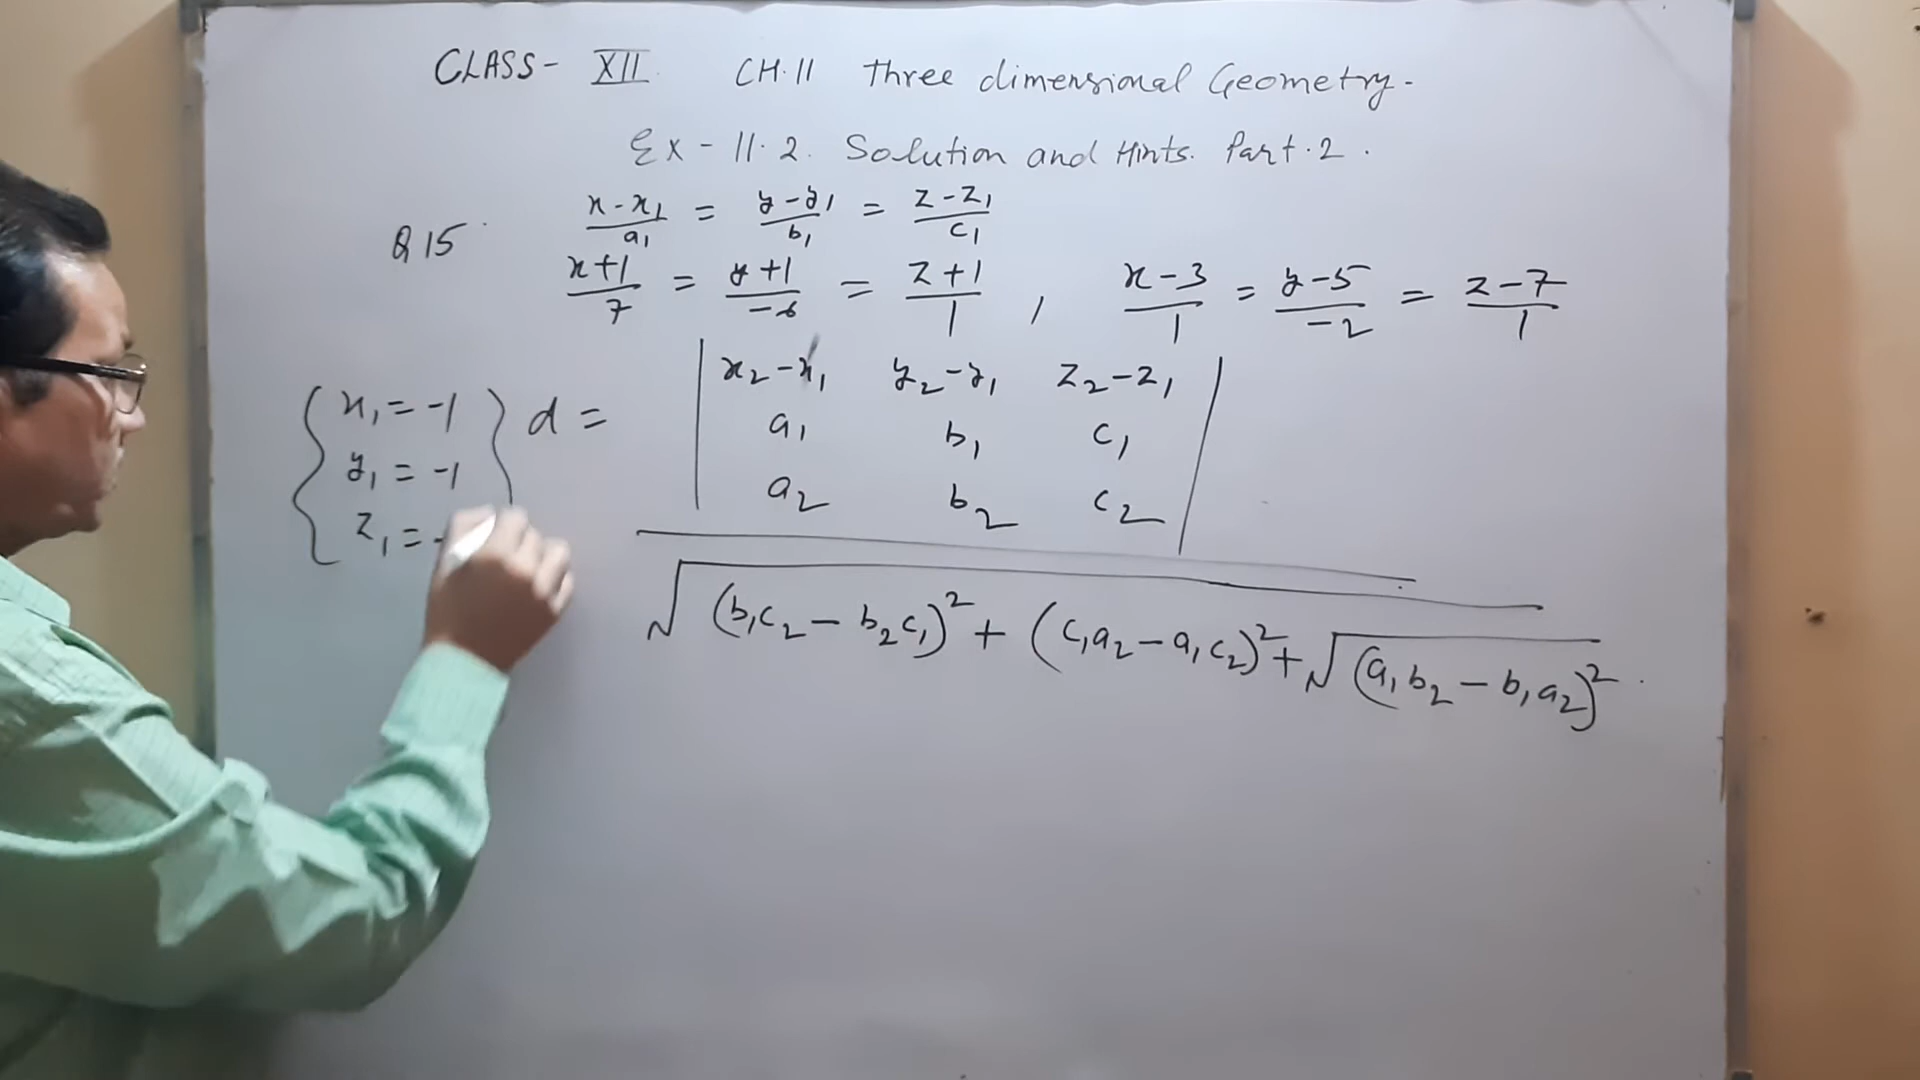 CLASS- XII CH.11 Three dimensional Geometry.
Ex - 11.2. Solution and Hints. Part.2.
Q 15. (x-x₁)/a₁ = (y-y₁)/b₁ = (z-z₁)/c₁
(x+1)/7 = (y+1)/-6 = (z+1)/1 , (x-3)/1 = (y-5)/-2 = (z-7)/1
{ x₁ = -1 } d = | x₂-x₁ y₂-y₁ z₂-z₁ |
y₁ = -1 a₁ b₁ c₁
z₁ = - a₂ b₂ c₂
√ (b₁c₂ - b₂c₁)² + (c₁a₂ - a₁c₂)² + √(a₁b₂ - b₁a₂)² .